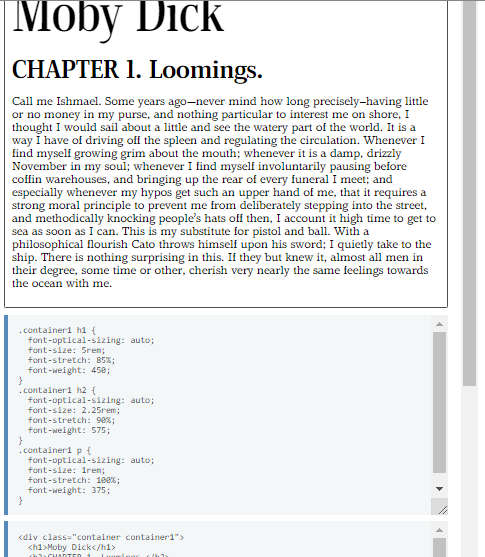 Moby Dick
CHAPTER 1. Loomings.
Call me Ishmael. Some years ago—never mind how long precisely—having little
or no money in my purse, and nothing particular to interest me on shore, I
thought I would sail about a little and see the watery part of the world. It is a
way I have of driving off the spleen and regulating the circulation. Whenever I
find myself growing grim about the mouth; whenever it is a damp, drizzly
November in my soul; whenever I find myself involuntarily pausing before
coffin warehouses, and bringing up the rear of every funeral I meet; and
especially whenever my hypos get such an upper hand of me, that it requires a
strong moral principle to prevent me from deliberately stepping into the street,
and methodically knocking people's hats off then, I account it high time to get to
sea as soon as I can. This is my substitute for pistol and ball. With a
philosophical flourish Cato throws himself upon his sword; I quietly take to the
ship. There is nothing surprising in this. If they but knew it, almost all men in
their degree, some time or other, cherish very nearly the same feelings towards
the ocean with me.
.container1 h1 {
  font-optical-sizing: auto;
  font-size: 5rem;
  font-stretch: 85%;
  font-weight: 450;
}
.container1 h2 {
  font-optical-sizing: auto;
  font-size: 2.25rem;
  font-stretch: 90%;
  font-weight: 575;
}
.container1 p {
  font-optical-sizing: auto;
  font-size: 1rem;
  font-stretch: 100%;
  font-weight: 375;
}
<div class="container container1">
  <h1>Moby Dick</h1>
  <h2>CHAPTER 1. Loomings.</h2>